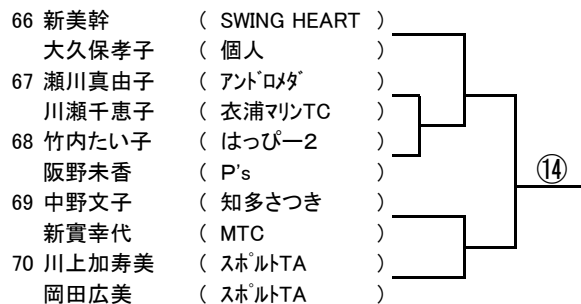 66 新美幹 ( SWING HEART )
大久保孝子 ( 個人 )
67 瀬川真由子 ( ｱﾝﾄﾞﾛﾒﾀﾞ )
川瀬千恵子 ( 衣浦ﾏﾘﾝTC )
68 竹内たい子 ( はっぴー2 )
阪野未香 ( P's )
⑭
69 中野文子 ( 知多さつき )
新實幸代 ( MTC )
70 川上加寿美 ( ｽﾎﾟﾙﾄTA )
岡田広美 ( ｽﾎﾟﾙﾄTA )